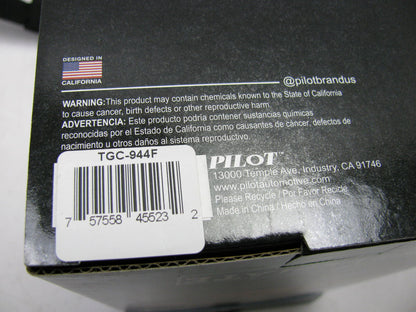 DESIGNED IN
CALIFORNIA
@pilotbrandus
WARNING:This product may contain chemicals known to the State of California
to cause cancer, birth defects or other reproductive harm.
ADVERTENCIA: Este producto podria contener sustancias quimicas
reconocidas por el Estado de California como causantes de cáncer, defectos de
nacimiento u otros daños al sistema reproductivo.
TGC-944F
7 57558 45523 2
PILOT
13000 Temple Ave., Industry, CA 91746
www.pilotautomotive.com
Please Recycle / Por Favor Recicle
Made in China / Hecho en China